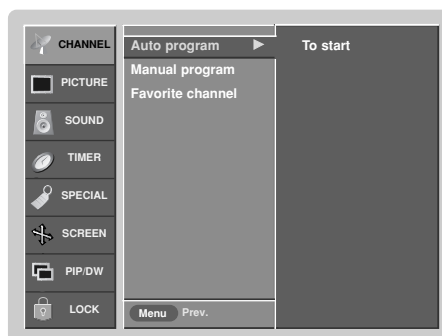 CHANNEL
PICTURE
SOUND
TIMER
SPECIAL
SCREEN
PIP/DW
LOCK
Auto program
Manual program
Favorite channel
Menu Prev.
To start